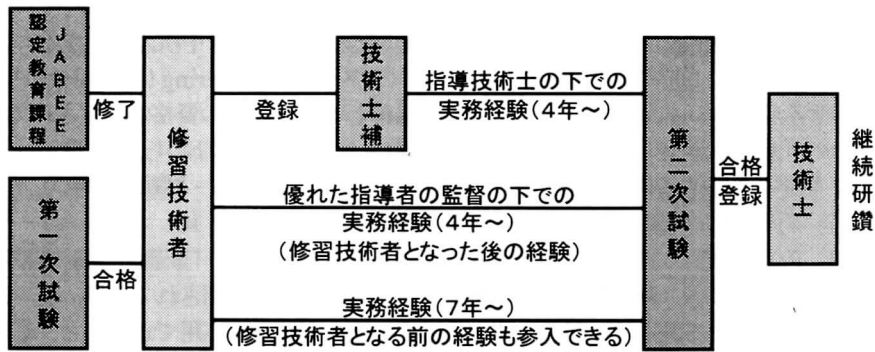 JABEE
認定教育課程
修了
第一次試験
合格
修習技術者
登録
技術士補
指導技術士の下での
実務経験(4年～)
優れた指導者の監督の下での
実務経験(4年～)
(修習技術者となった後の経験)
実務経験(7年～)
(修習技術者となる前の経験も参入できる)
第二次試験
合格
登録
技術士
継続研鑽